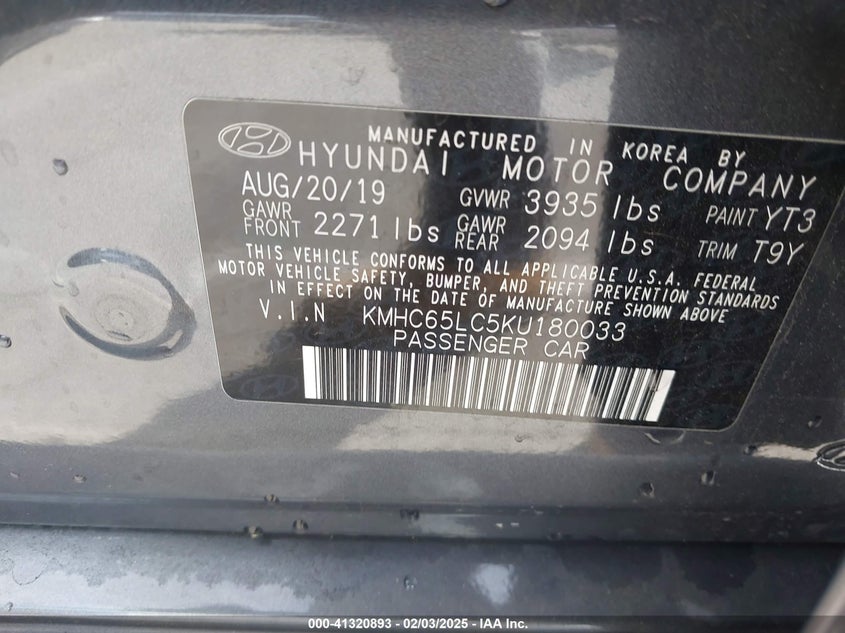 MANUFACTURED IN KOREA BY
HYUNDAI MOTOR COMPANY
AUG/20/19 GVWR 3935 lbs PAINT YT3
GAWR FRONT 2271 lbs GAWR REAR 2094 lbs TRIM T9Y
THIS VEHICLE CONFORMS TO ALL APPLICABLE U.S.A. FEDERAL
MOTOR VEHICLE SAFETY, BUMPER, AND THEFT PREVENTION STANDARDS
IN EFFECT ON THE DATE OF MANUFACTURE SHOWN ABOVE
V.I.N KMHC65LC5KU180033
PASSENGER CAR
000-41320893 - 02/03/2025 - IAA Inc.